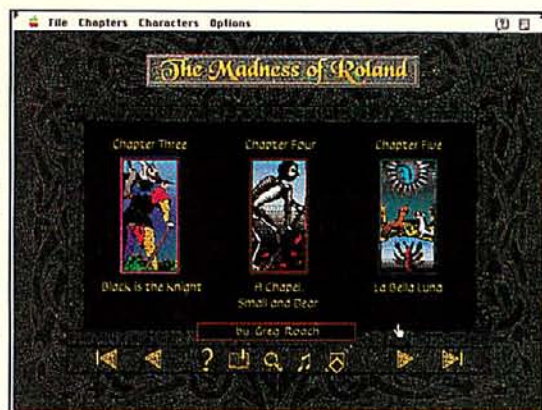 File Chapters Characters Options
The Madness of Roland
Chapter Three
Chapter Four
Chapter Five
Black is the Knight
A Chapel,
Small and Dear
La Bella Luna
by Greg Roach